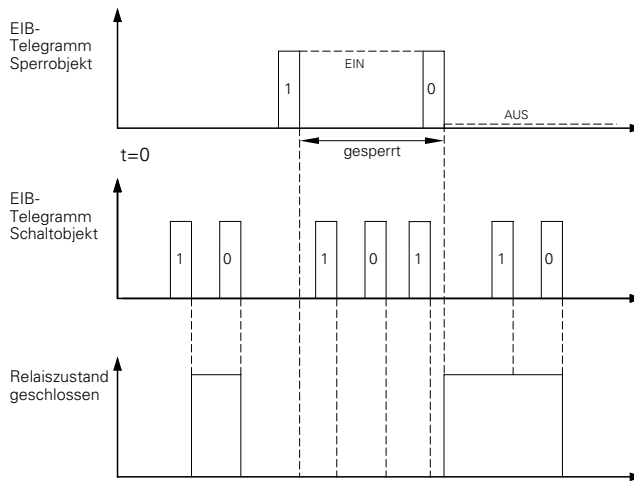 EIB-
Telegramm
Sperrobjekt
1
EIN
0
AUS
gesperrt
t=0
EIB-
Telegramm
Schaltobjekt
1
0
1
0
1
1
0
Relaiszustand
geschlossen